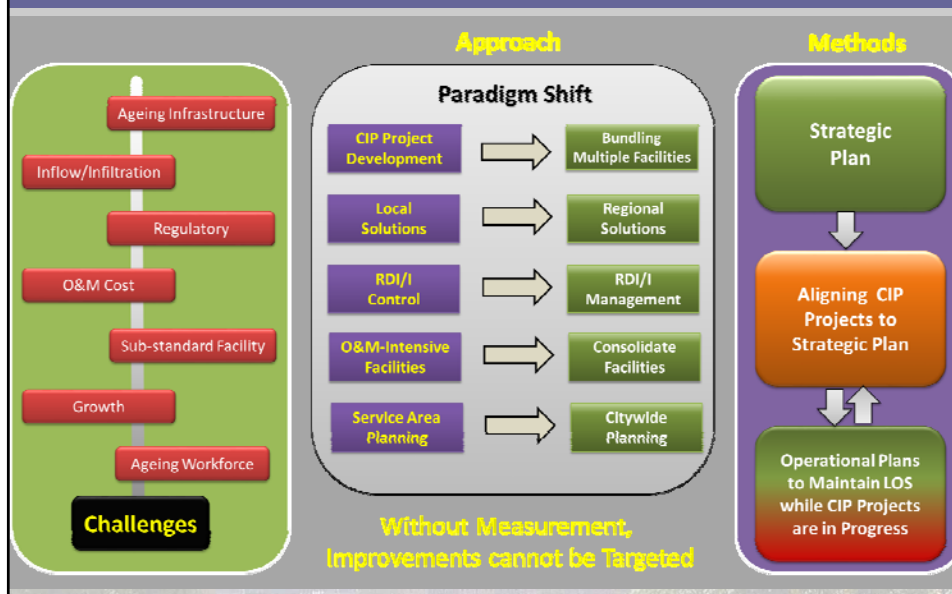 Ageing Infrastructure
Inflow/Infiltration
Regulatory
O&M Cost
Sub-standard Facility
Growth
Ageing Workforce
Challenges
Approach
Paradigm Shift
CIP Project
Development
Bundling
Multiple Facilities
Local
Solutions
Regional
Solutions
RDI/I
Control
RDI/I
Management
O&M-Intensive
Facilities
Consolidate
Facilities
Service Area
Planning
Citywide
Planning
Without Measurement,
Improvements cannot be Targeted
Methods
Strategic
Plan
Aligning CIP
Projects to
Strategic Plan
Operational Plans
to Maintain LOS
while CIP Projects
are in Progress